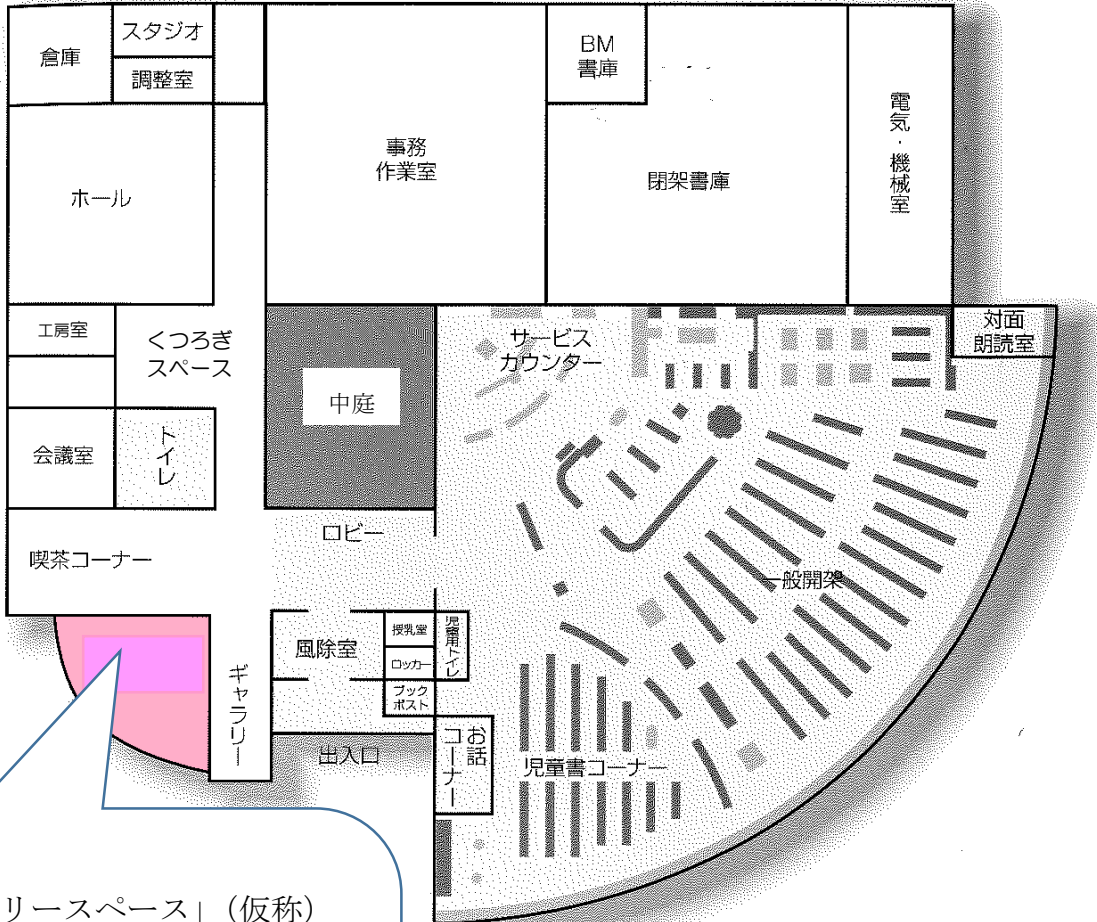 倉庫
スタジオ
調整室
BM
書庫
電気・機械室
事務
作業室
閉架書庫
ホール
工房室
くつろぎ
スペース
中庭
サービス
カウンター
対面
朗読室
会議室
トイレ
ロビー
喫茶コーナー
一般開架
風除室
授乳室
児童用トイレ
ロッカー
ブック
ポスト
ギャラリー
出入口
お話
コーナー
児童書コーナー
リースペース」（仮称）